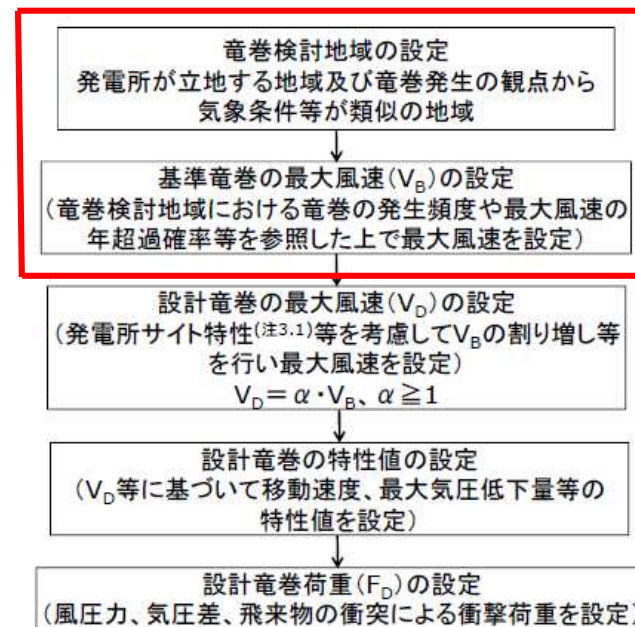 竜巻検討地域の設定
発電所が立地する地域及び竜巻発生の観点から
気象条件等が類似の地域
基準竜巻の最大風速(VB)の設定
(竜巻検討地域における竜巻の発生頻度や最大風速の
年超過確率等を参照した上で最大風速を設定)
設計竜巻の最大風速(VD)の設定
(発電所サイト特性(注3.1)等を考慮してVBの割り増し等
を行い最大風速を設定)
VD=α・VB、α≧1
設計竜巻の特性値の設定
(VD等に基づいて移動速度、最大気圧低下量等の
特性値を設定)
設計竜巻荷重(FD)の設定
(風圧力、気圧差、飛来物の衝突による衝撃荷重を設定)